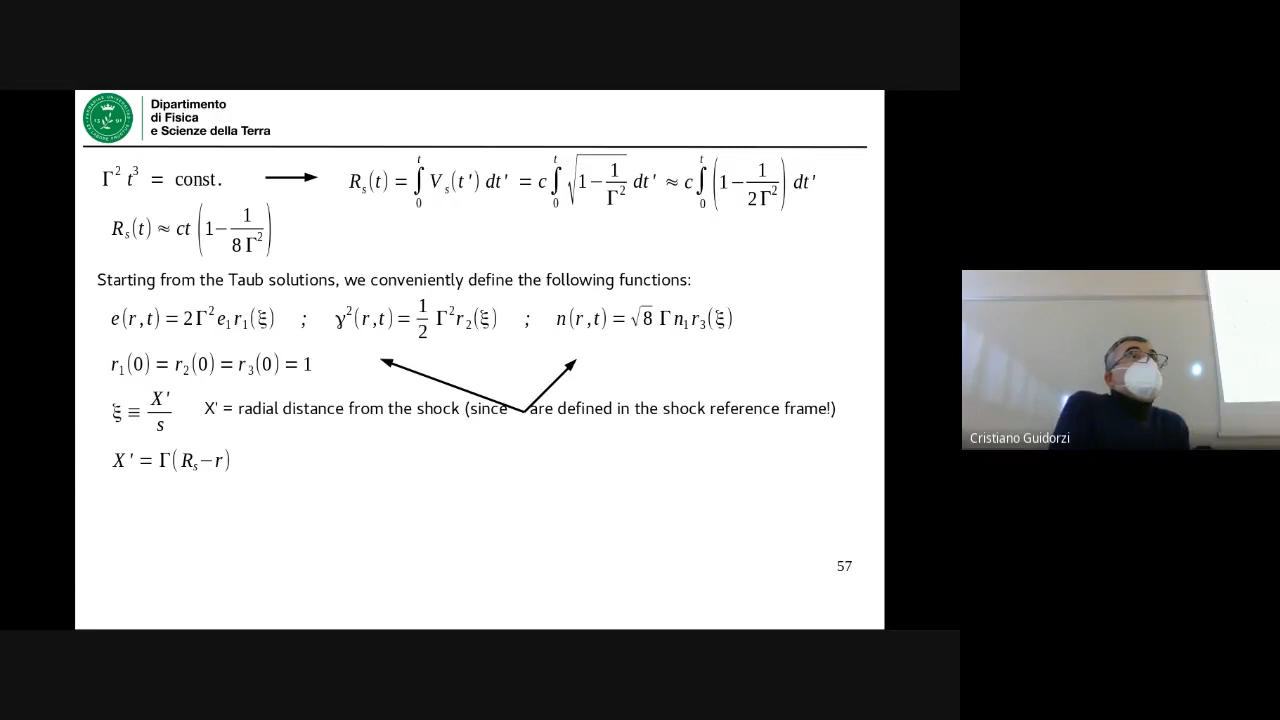 Dipartimento
di Fisica
e Scienze della Terra
Γ² t³ = const. R_s(t) = ∫₀ᵗ V_s(t') dt' = c ∫₀ᵗ √(1 − 1/Γ²) dt' ≈ c ∫₀ᵗ (1 − 1/(2Γ²)) dt'
R_s(t) ≈ ct (1 − 1/(8Γ²))
Starting from the Taub solutions, we conveniently define the following functions:
e(r,t) = 2Γ² e₁ r₁(ξ) ; γ²(r,t) = 1/2 Γ² r₂(ξ) ; n(r,t) = √8 Γ n₁ r₃(ξ)
r₁(0) = r₂(0) = r₃(0) = 1
ξ ≡ X'/s X' = radial distance from the shock (since are defined in the shock reference frame!)
X' = Γ(R_s − r)
57
Cristiano Guidorzi